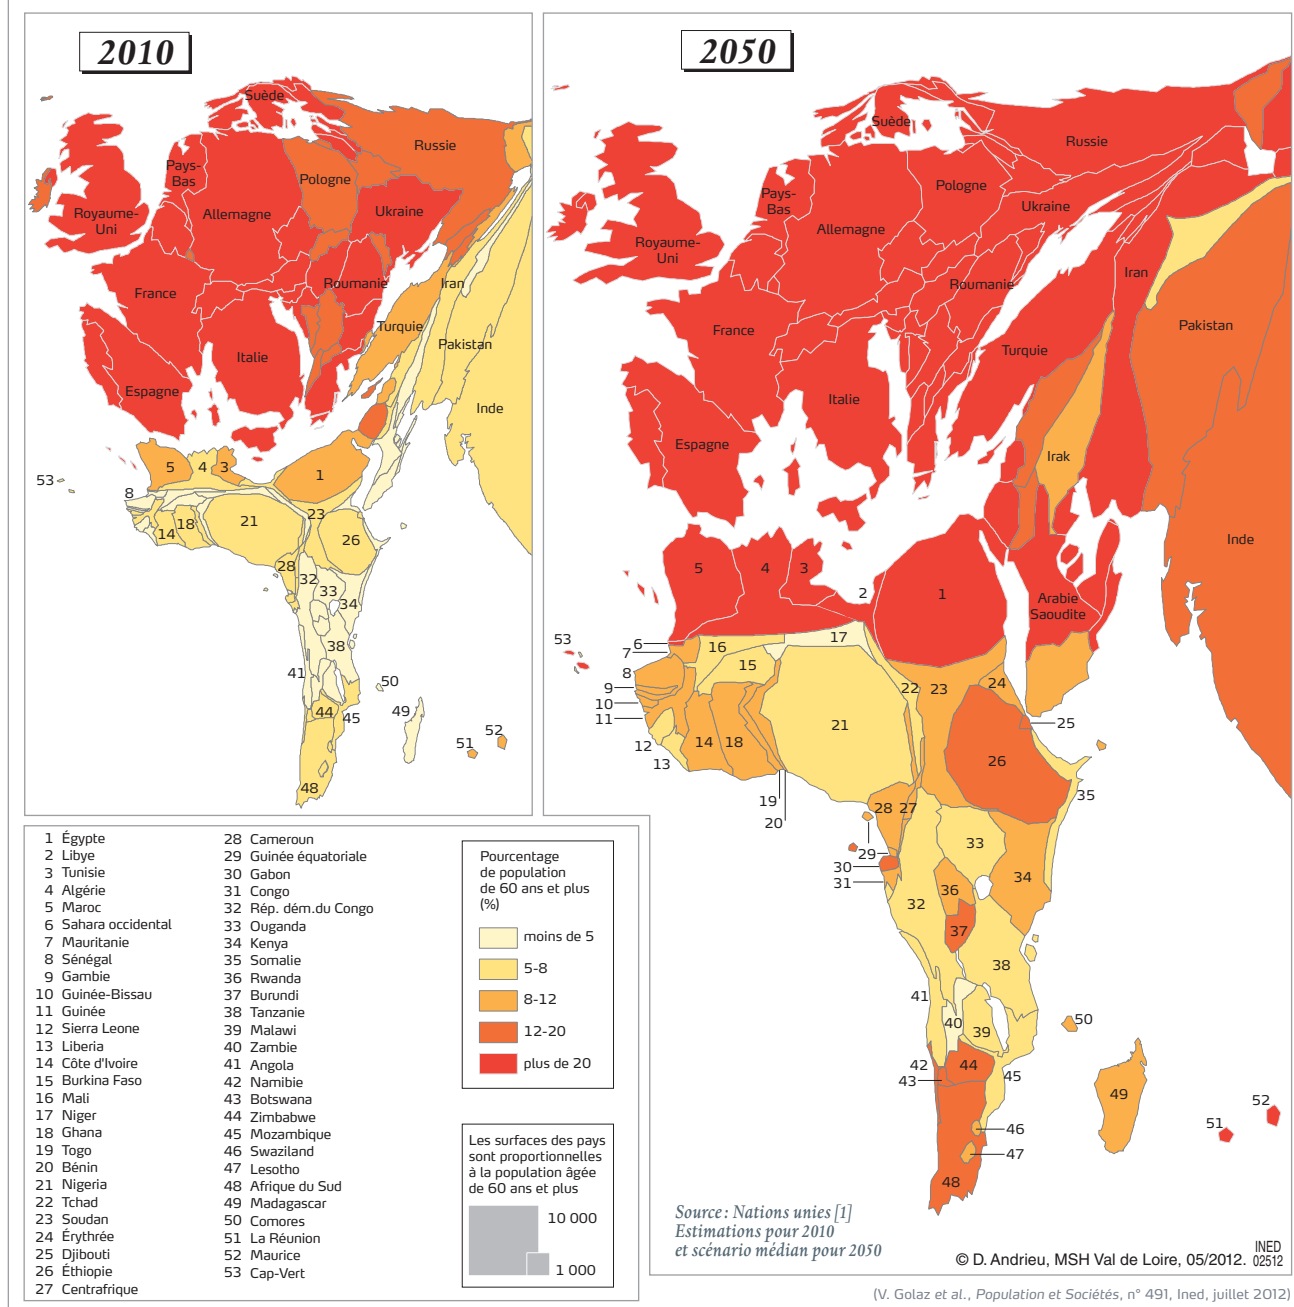 2010
Suède
Russie
Pays-
Bas
Pologne
Allemagne
Ukraine
Royaume-
Uni
France
Roumanie
Iran
Turquie
Italie
Pakistan
Espagne
Inde
53
5
4
3
1
8
14
18
21
23
26
28
32
33
34
38
41
50
44
45
49
51
52
48
2050
Suède
Russie
Pays-
Bas
Pologne
Ukraine
Allemagne
Royaume-
Uni
Iran
Roumanie
France
Pakistan
Turquie
Italie
Espagne
Irak
Inde
5
4
3
2
1
Arabie
Saoudite
53
6
7
17
16
15
8
9
10
11
22
23
24
25
21
14
18
12
13
26
19
20
35
28
27
29
30
31
33
34
36
32
37
38
41
40
39
50
42
43
44
45
49
46
47
48
51
52
1 Égypte
2 Libye
3 Tunisie
4 Algérie
5 Maroc
6 Sahara occidental
7 Mauritanie
8 Sénégal
9 Gambie
10 Guinée-Bissau
11 Guinée
12 Sierra Leone
13 Liberia
14 Côte d'Ivoire
15 Burkina Faso
16 Mali
17 Niger
18 Ghana
19 Togo
20 Bénin
21 Nigeria
22 Tchad
23 Soudan
24 Érythrée
25 Djibouti
26 Éthiopie
27 Centrafrique
28 Cameroun
29 Guinée équatoriale
30 Gabon
31 Congo
32 Rép. dém.du Congo
33 Ouganda
34 Kenya
35 Somalie
36 Rwanda
37 Burundi
38 Tanzanie
39 Malawi
40 Zambie
41 Angola
42 Namibie
43 Botswana
44 Zimbabwe
45 Mozambique
46 Swaziland
47 Lesotho
48 Afrique du Sud
49 Madagascar
50 Comores
51 La Réunion
52 Maurice
53 Cap-Vert
Pourcentage
de population
de 60 ans et plus
(%)
moins de 5
5-8
8-12
12-20
plus de 20
Les surfaces des pays
sont proportionnelles
à la population âgée
de 60 ans et plus
10 000
1 000
Source : Nations unies [1]
Estimations pour 2010
et scénario médian pour 2050
© D. Andrieu, MSH Val de Loire, 05/2012.
INED
02512
(V. Golaz et al., Population et Sociétés, n° 491, Ined, juillet 2012)